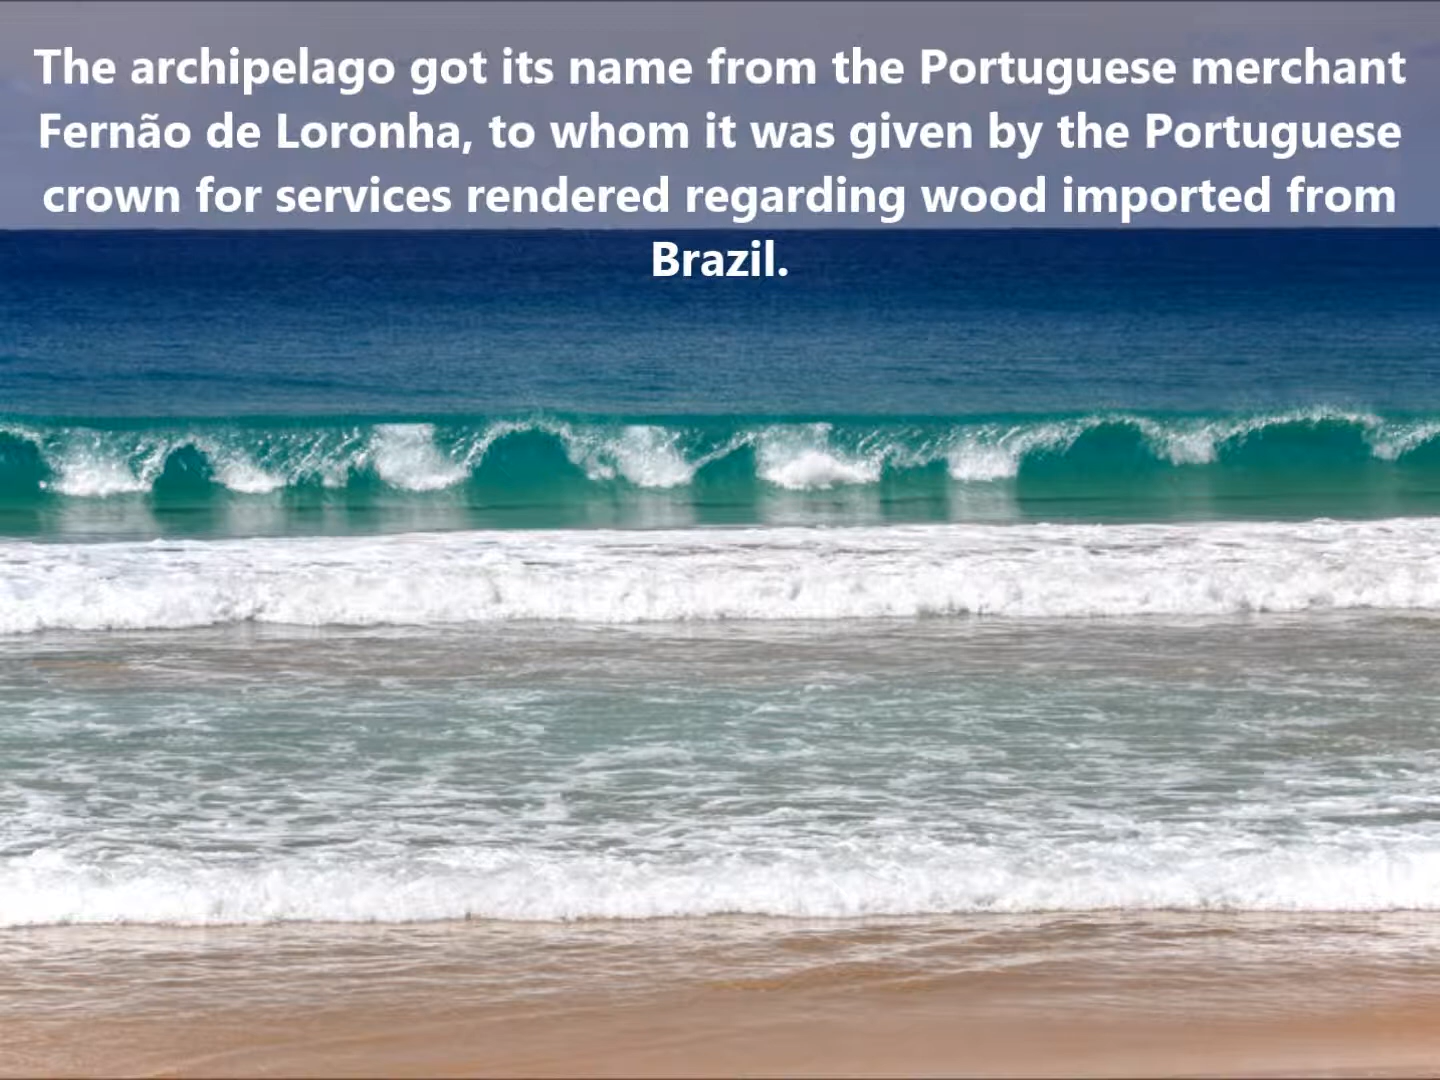 The archipelago got its name from the Portuguese merchant
Fernão de Loronha, to whom it was given by the Portuguese
crown for services rendered regarding wood imported from
Brazil.